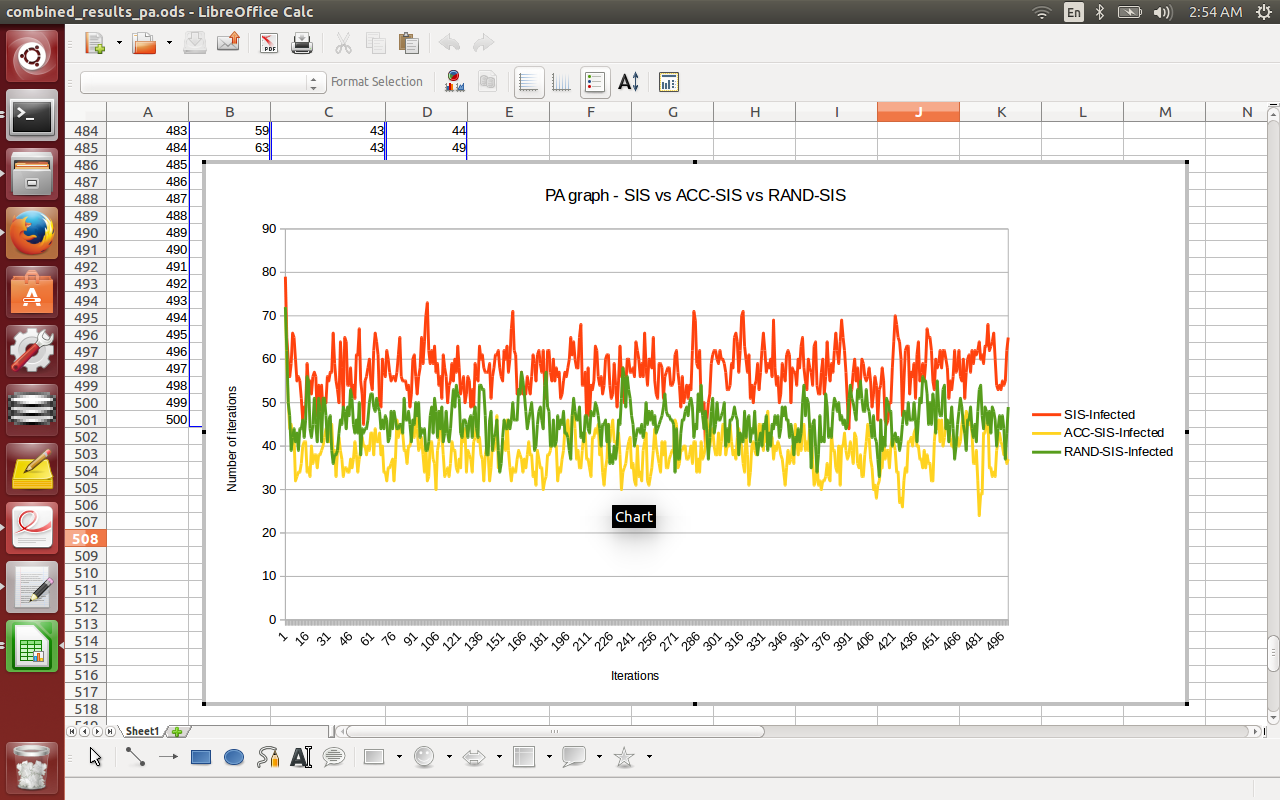 combined_results_pa.ods - LibreOffice Calc
En
2:54 AM
PDF
Format Selection
A B C D E F G H I J K L M N
484 483 59 43 44
485 484 63 43 49
486 485
487 486
488 487
489 488
490 489
491 490
492 491
493 492
494 493
495 494
496 495
497 496
498 497
499 498
500 499
501 500
502
503
504
505
506
507
508
509
510
511
512
513
514
515
516
517
518
PA graph - SIS vs ACC-SIS vs RAND-SIS
90
80
70
60
50
40
30
20
10
0
Number of iterations
1 16 31 46 61 76 91 106 121 136 151 166 181 196 211 226 241 256 271 286 301 316 331 346 361 376 391 406 421 436 451 466 481 496
Iterations
SIS-Infected
ACC-SIS-Infected
RAND-SIS-Infected
Chart
Sheet1